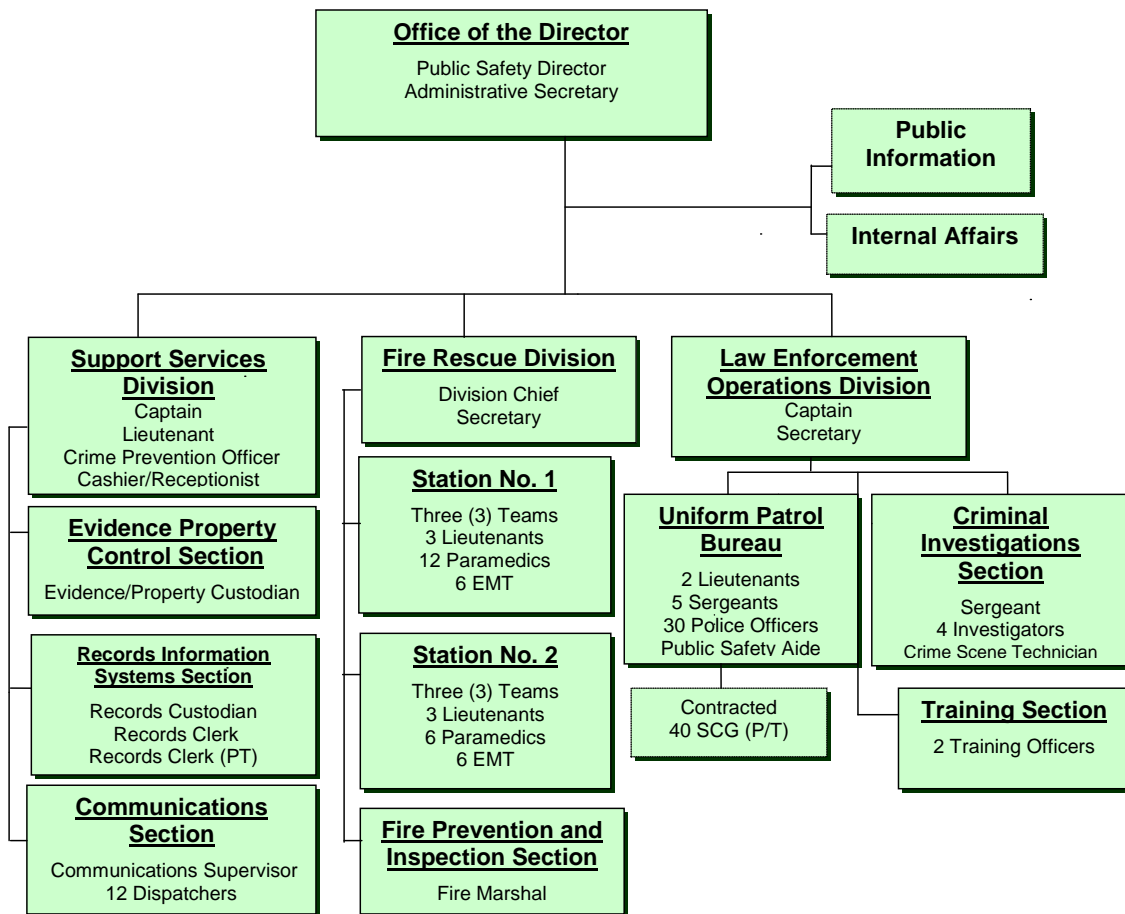 Office of the Director
Public Safety Director
Administrative Secretary
Public
Information
Internal Affairs
Support Services
Division
Captain
Lieutenant
Crime Prevention Officer
Cashier/Receptionist
Evidence Property
Control Section
Evidence/Property Custodian
Records Information
Systems Section
Records Custodian
Records Clerk
Records Clerk (PT)
Communications
Section
Communications Supervisor
12 Dispatchers
Fire Rescue Division
Division Chief
Secretary
Station No. 1
Three (3) Teams
3 Lieutenants
12 Paramedics
6 EMT
Station No. 2
Three (3) Teams
3 Lieutenants
6 Paramedics
6 EMT
Fire Prevention and
Inspection Section
Fire Marshal
Law Enforcement
Operations Division
Captain
Secretary
Uniform Patrol
Bureau
2 Lieutenants
5 Sergeants
30 Police Officers
Public Safety Aide
Contracted
40 SCG (P/T)
Criminal
Investigations
Section
Sergeant
4 Investigators
Crime Scene Technician
Training Section
2 Training Officers